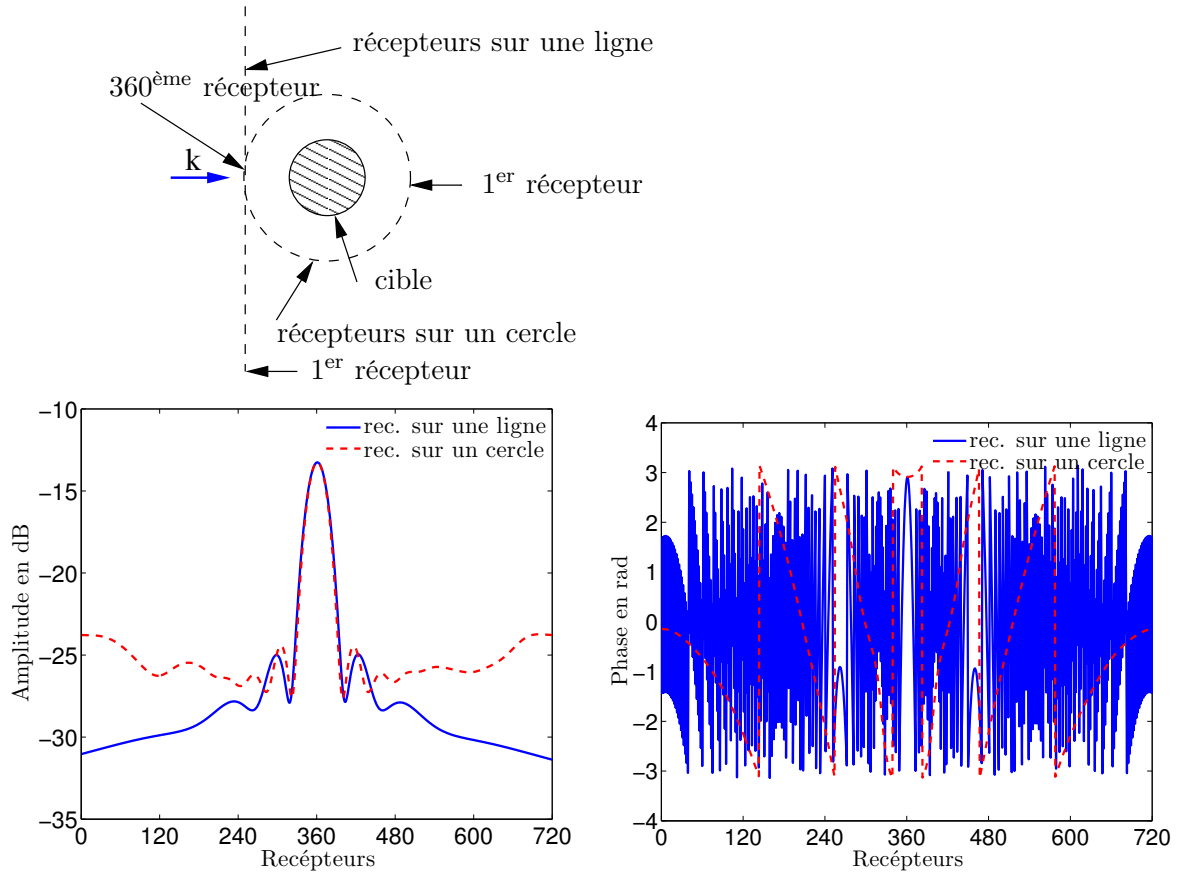 récepteurs sur une ligne
360ème récepteur
k
1er récepteur
cible
récepteurs sur un cercle
1er récepteur
−10
−15
−20
−25
−30
−35
0 120 240 360 480 600 720
Amplitude en dB
Recépteurs
rec. sur une ligne
rec. sur un cercle
4
3
2
1
0
−1
−2
−3
−4
0 120 240 360 480 600 720
Phase en rad
Recépteurs
rec. sur une ligne
rec. sur un cercle